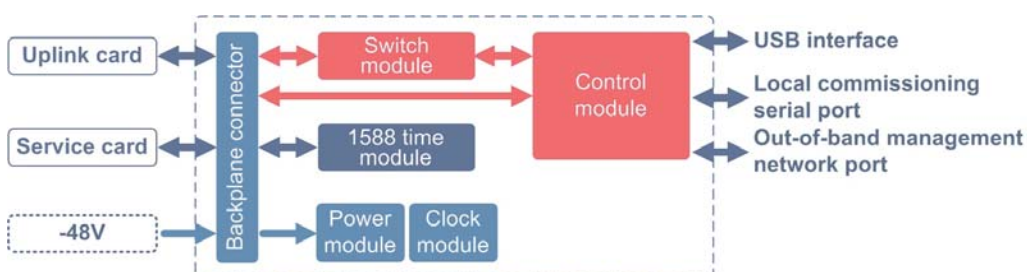 Uplink card
Service card
-48V
Backplane connector
Switch
module
1588 time
module
Power
module
Clock
module
Control
module
USB interface
Local commissioning
serial port
Out-of-band management
network port